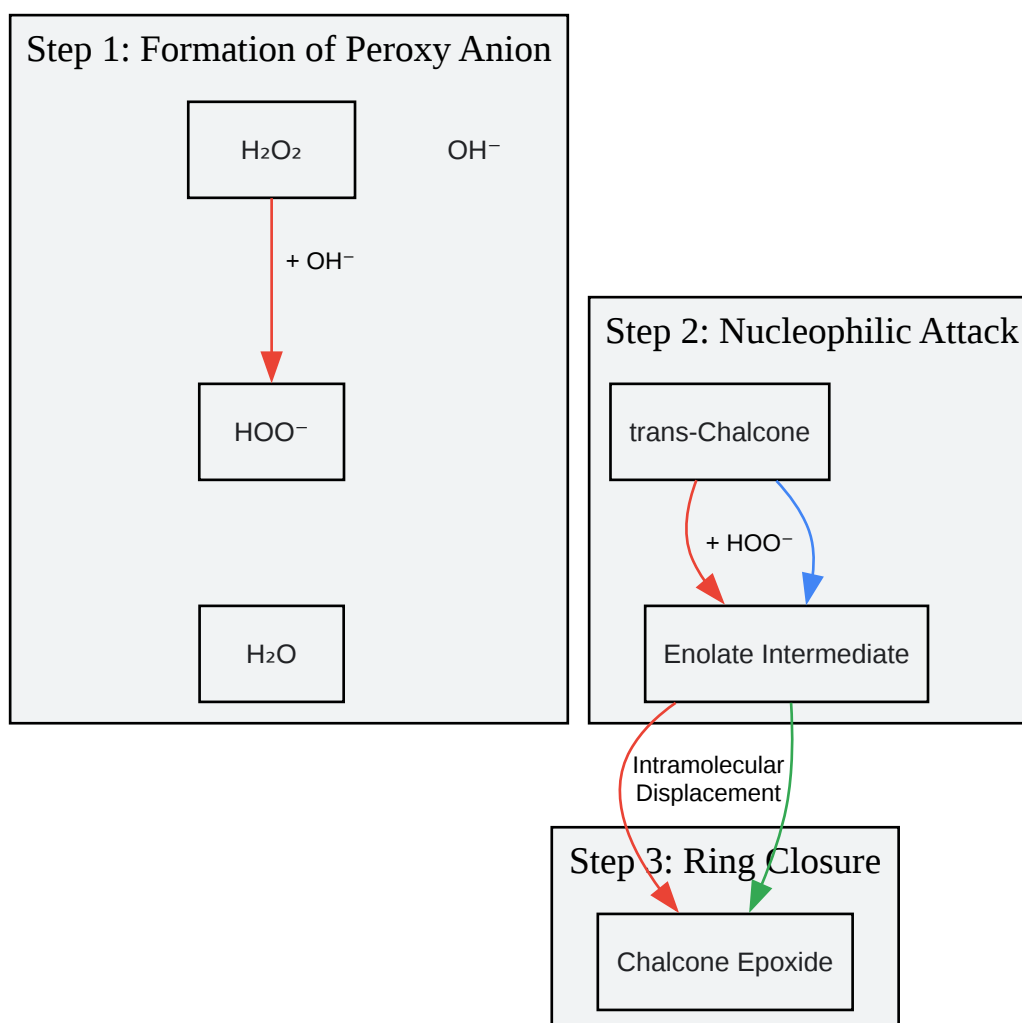 Step 1: Formation of Peroxy Anion
H₂O₂
OH⁻
+ OH⁻
HOO⁻
H₂O
Step 2: Nucleophilic Attack
trans-Chalcone
+ HOO⁻
Enolate Intermediate
Intramolecular
Displacement
Step 3: Ring Closure
Chalcone Epoxide